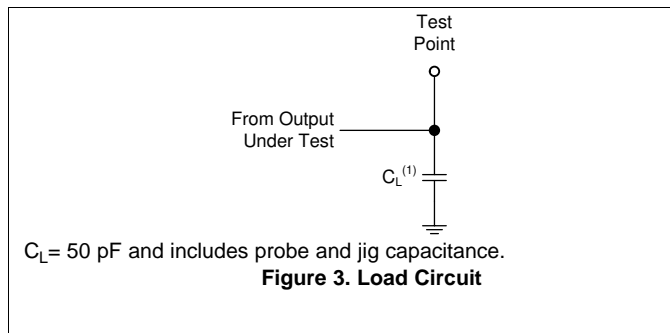 Test
Point
From Output
Under Test
C_L^(1)
C_L= 50 pF and includes probe and jig capacitance.
Figure 3. Load Circuit